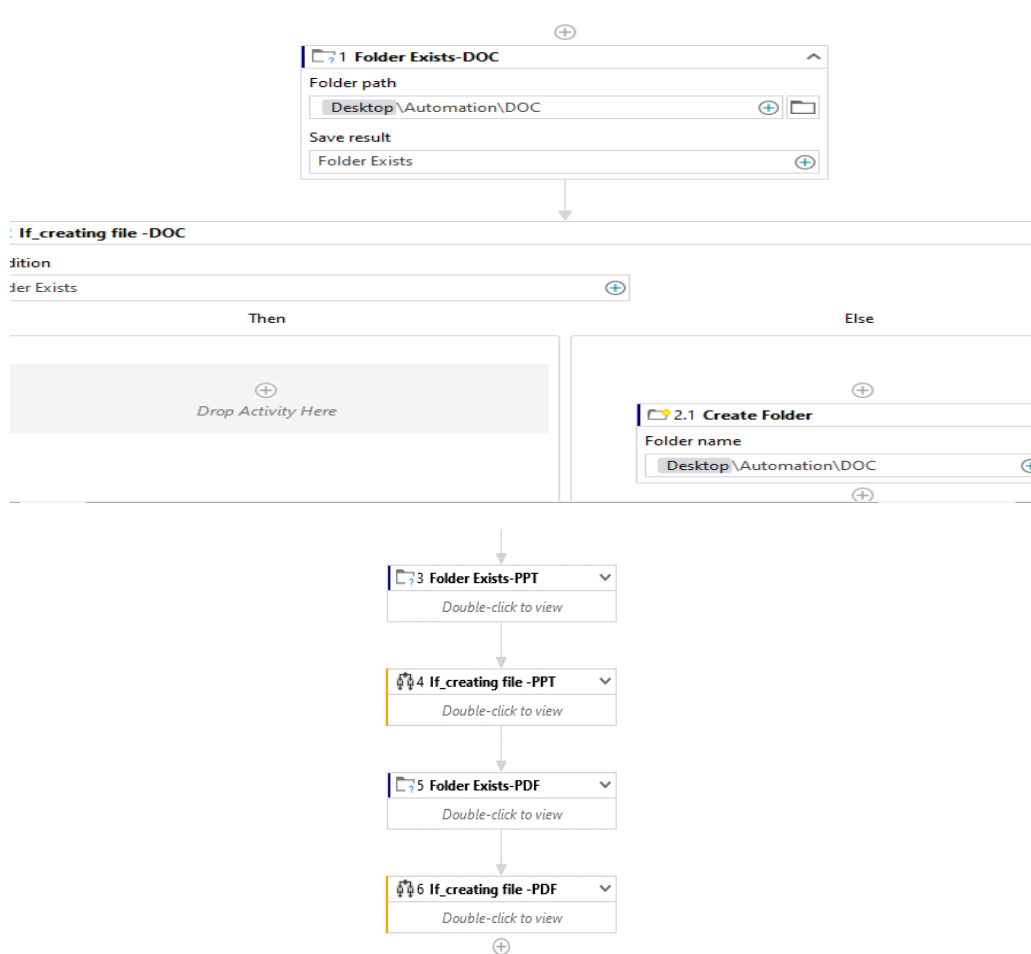 1 Folder Exists-DOC
Folder path
Desktop\Automation\DOC
Save result
Folder Exists
If_creating file -DOC
dition
der Exists
Then
Else
Drop Activity Here
2.1 Create Folder
Folder name
Desktop\Automation\DOC
3 Folder Exists-PPT
Double-click to view
4 If_creating file -PPT
Double-click to view
5 Folder Exists-PDF
Double-click to view
6 If_creating file -PDF
Double-click to view